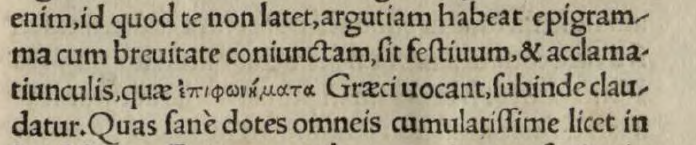 enim,id quod te non latet,argutiam habeat epigram-
ma cum breuitate coniunctam,ſit feſtiuum,& acclama-
tiunculis,quæ ἐπιφωνήματα Græci uocant,ſubinde clau-
datur.Quas ſanè dotes omneis cumulatiſſime licet in